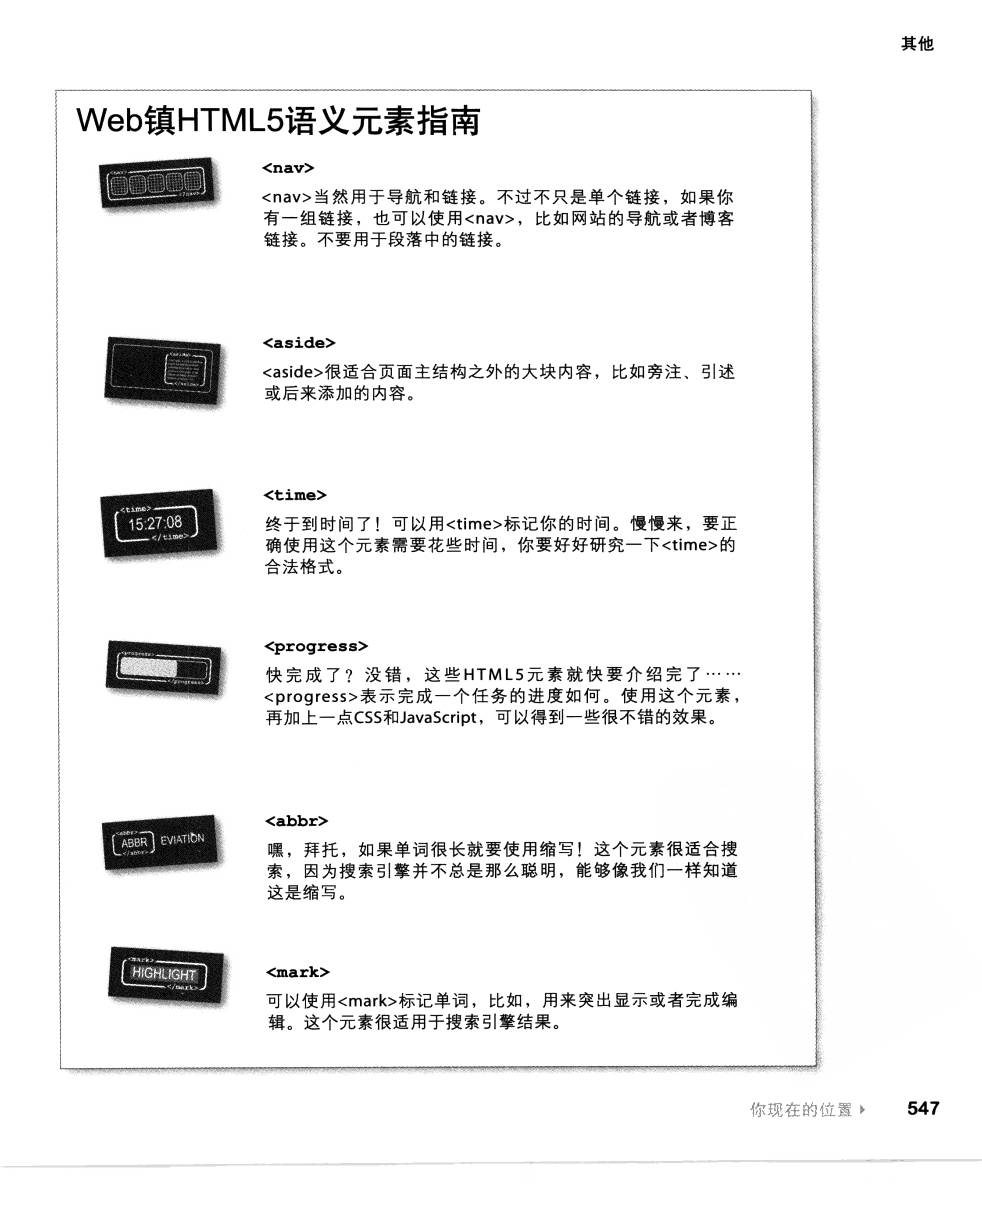 其他
Web镇HTML5语义元素指南
<nav>
</nav>
<nav>
<nav>当然用于导航和链接。不过不只是单个链接，如果你
有一组链接，也可以使用<nav>，比如网站的导航或者博客
链接。不要用于段落中的链接。
<aside>
</aside>
<aside>
<aside>很适合页面主结构之外的大块内容，比如旁注、引述
或后来添加的内容。
<time>
15:27:08
</time>
<time>
终于到时间了！可以用<time>标记你的时间。慢慢来，要正
确使用这个元素需要花些时间，你要好好研究一下<time>的
合法格式。
<progress>
</progress>
<progress>
快完成了？没错，这些HTML5元素就快要介绍完了……
<progress>表示完成一个任务的进度如何。使用这个元素，
再加上一点CSS和JavaScript，可以得到一些很不错的效果。
<abbr>
ABBR EVIATION
</abbr>
<abbr>
嘿，拜托，如果单词很长就要使用缩写！这个元素很适合搜
索，因为搜索引擎并不总是那么聪明，能够像我们一样知道
这是缩写。
<mark>
HIGHLIGHT
</mark>
<mark>
可以使用<mark>标记单词，比如，用来突出显示或者完成编
辑。这个元素很适用于搜索引擎结果。
你现在的位置 547